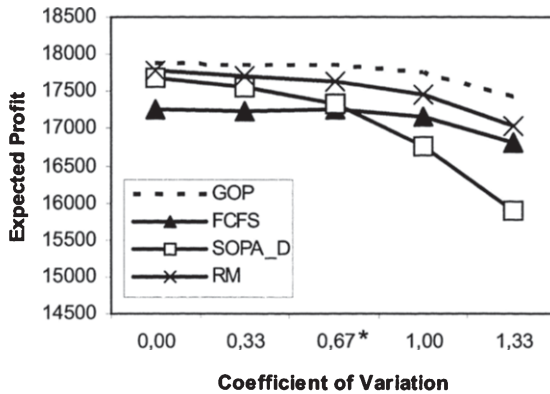 Expected Profit
18500
18000
17500
17000
16500
16000
15500
15000
14500
GOP
FCFS
SOPA_D
RM
0,00 0,33 0,67* 1,00 1,33
Coefficient of Variation